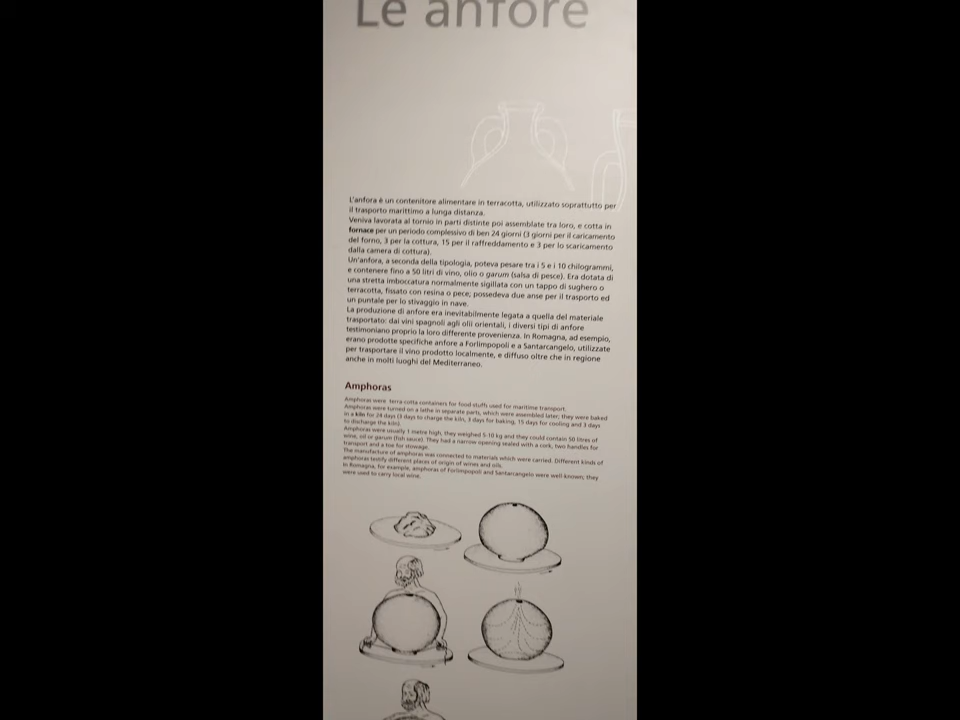 Le anfore
L'anfora è un contenitore alimentare in terracotta, utilizzato soprattutto per
il trasporto marittimo a lunga distanza.
Veniva lavorata al tornio in parti distinte poi assemblate tra loro, e cotta in
fornace per un periodo complessivo di ben 24 giorni (3 giorni per il caricamento
del forno, 3 per la cottura, 15 per il raffreddamento e 3 per lo scaricamento
dalla camera di cottura).
Un'anfora, a seconda della tipologia, poteva pesare tra i 5 e i 10 chilogrammi,
e contenere fino a 50 litri di vino, olio o garum (salsa di pesce). Era dotata di
una stretta imboccatura normalmente sigillata con un tappo di sughero o
terracotta, fissato con resina o pece; possedeva due anse per il trasporto ed
un puntale per lo stivaggio in nave.
La produzione di anfore era inevitabilmente legata a quella del materiale
trasportato: dai vini spagnoli agli olii orientali, i diversi tipi di anfore
testimoniano proprio la loro differente provenienza. In Romagna, ad esempio,
erano prodotte specifiche anfore a Forlimpopoli e a Santarcangelo, utilizzate
per trasportare il vino prodotto localmente, e diffuso oltre che in regione
anche in molti luoghi del Mediterraneo.
Amphoras
Amphoras were terra-cotta containers for food-stuffs used for maritime transport.
Amphoras were turned on a lathe in separate parts, which were assembled later; they were baked
in a kiln for 24 days (3 days to charge the kiln, 3 days for baking, 15 days for cooling and 3 days
to discharge the kiln).
Amphoras were usually 1 metre high, they weighed 5-10 kg and they could contain 50 litres of
wine, oil or garum (fish sauce). They had a narrow opening sealed with a cork, two handles for
transport and a toe for stowage.
The manufacture of amphoras was connected to materials which were carried. Different kinds of
amphoras testify different places of origin of wines and oils.
In Romagna, for example, amphoras of Forlimpopoli and Santarcangelo were well-known; they
were used to carry local wine.